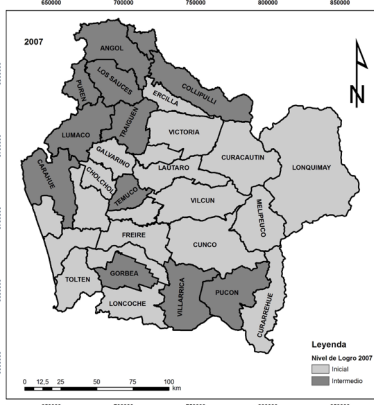 650000 700000 750000 800000 850000
2007
ANGOL
N
LOS SAUCES
COLLIPULLI
PUREN
ERCILLA
LUMACO
TRAIGUEN
VICTORIA
GALVARINO
CURACAUTIN
LONQUIMAY
CARAHUE
CHOLCHOL
LAUTARO
TEMUCO
VILCUN
MELIPEUCO
FREIRE
CUNCO
TOLTEN
GORBEA
VILLARRICA
PUCON
CURARREHUE
LONCOCHE
Leyenda
Nivel de Logro 2007
Inicial
Intermedio
0 12,5 25 50 75 100
km